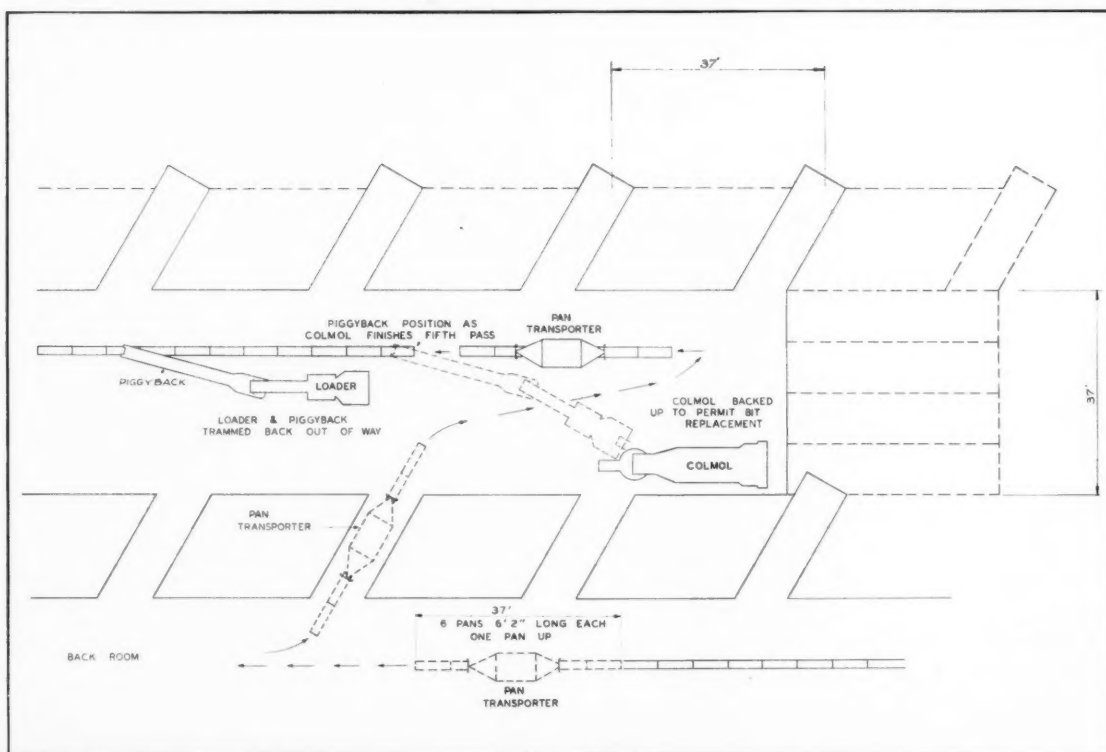 37'
PIGGYBACK POSITION AS
COLMOL FINISHES FIFTH PASS
PAN
TRANSPORTER
PIGGYBACK
LOADER
LOADER & PIGGYBACK
TRAMMED BACK OUT OF WAY
COLMOL BACKED
UP TO PERMIT BIT
REPLACEMENT
COLMOL
37'
PAN
TRANSPORTER
37'
6 PANS 6'2" LONG EACH
ONE PAN UP
BACK ROOM
PAN
TRANSPORTER